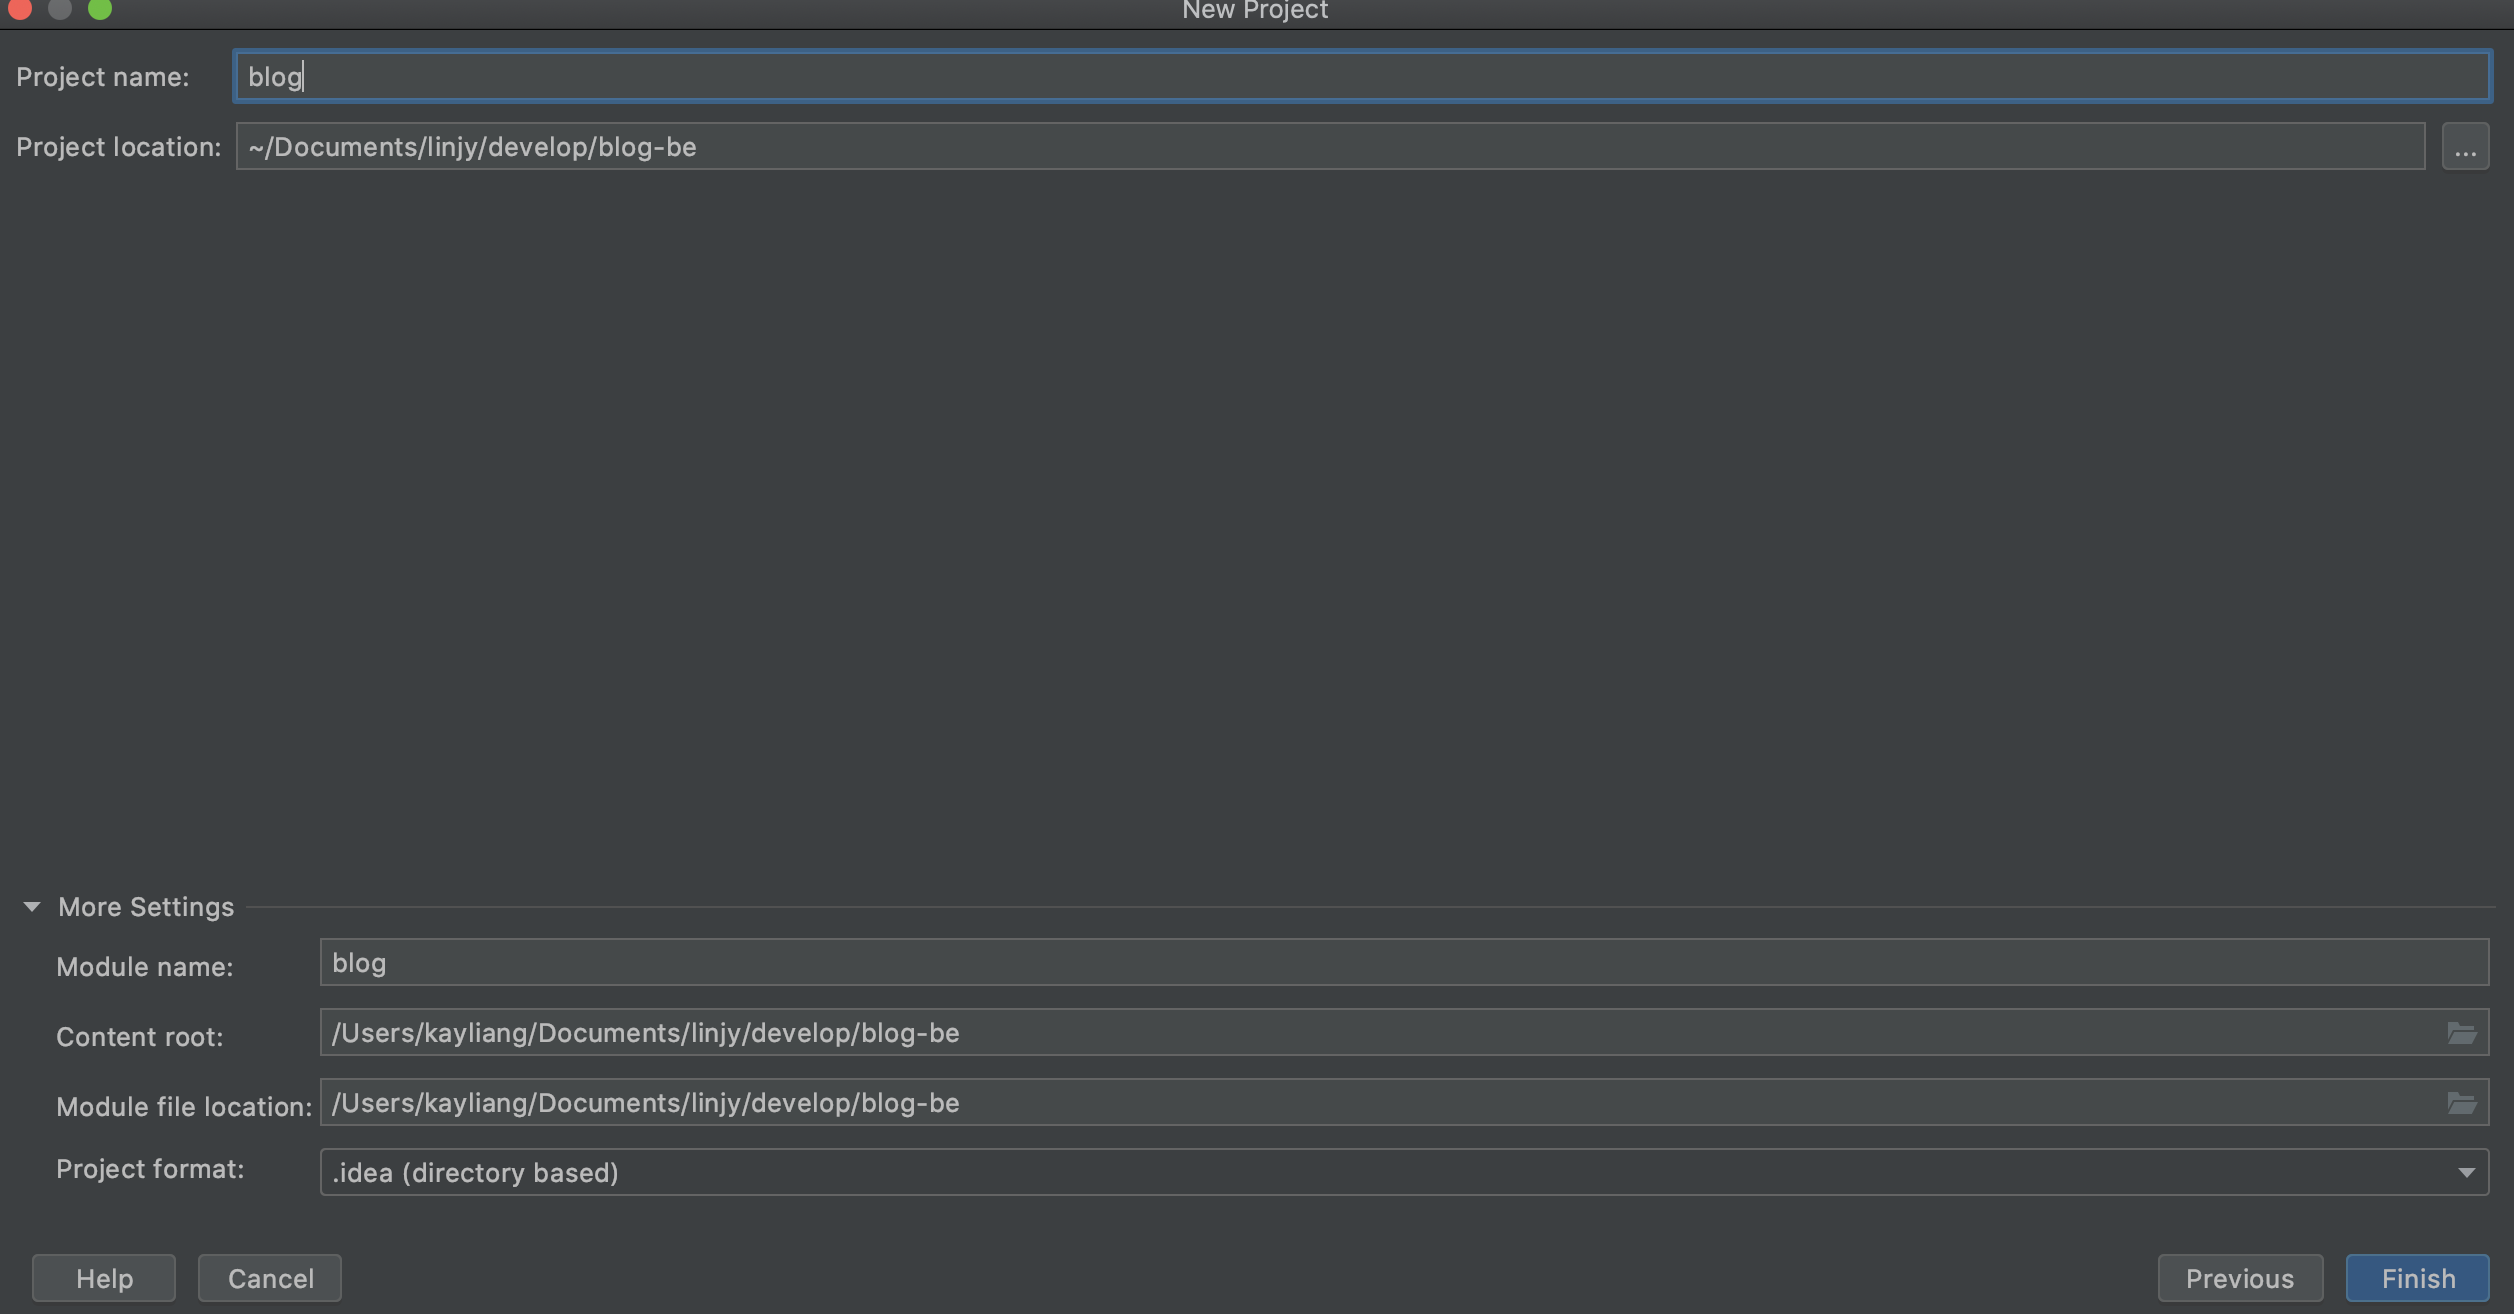 New Project
Project name: blog
Project location: ~/Documents/linjy/develop/blog-be ...
More Settings
Module name: blog
Content root: /Users/kayliang/Documents/linjy/develop/blog-be
Module file location: /Users/kayliang/Documents/linjy/develop/blog-be
Project format: .idea (directory based)
Help Cancel Previous Finish